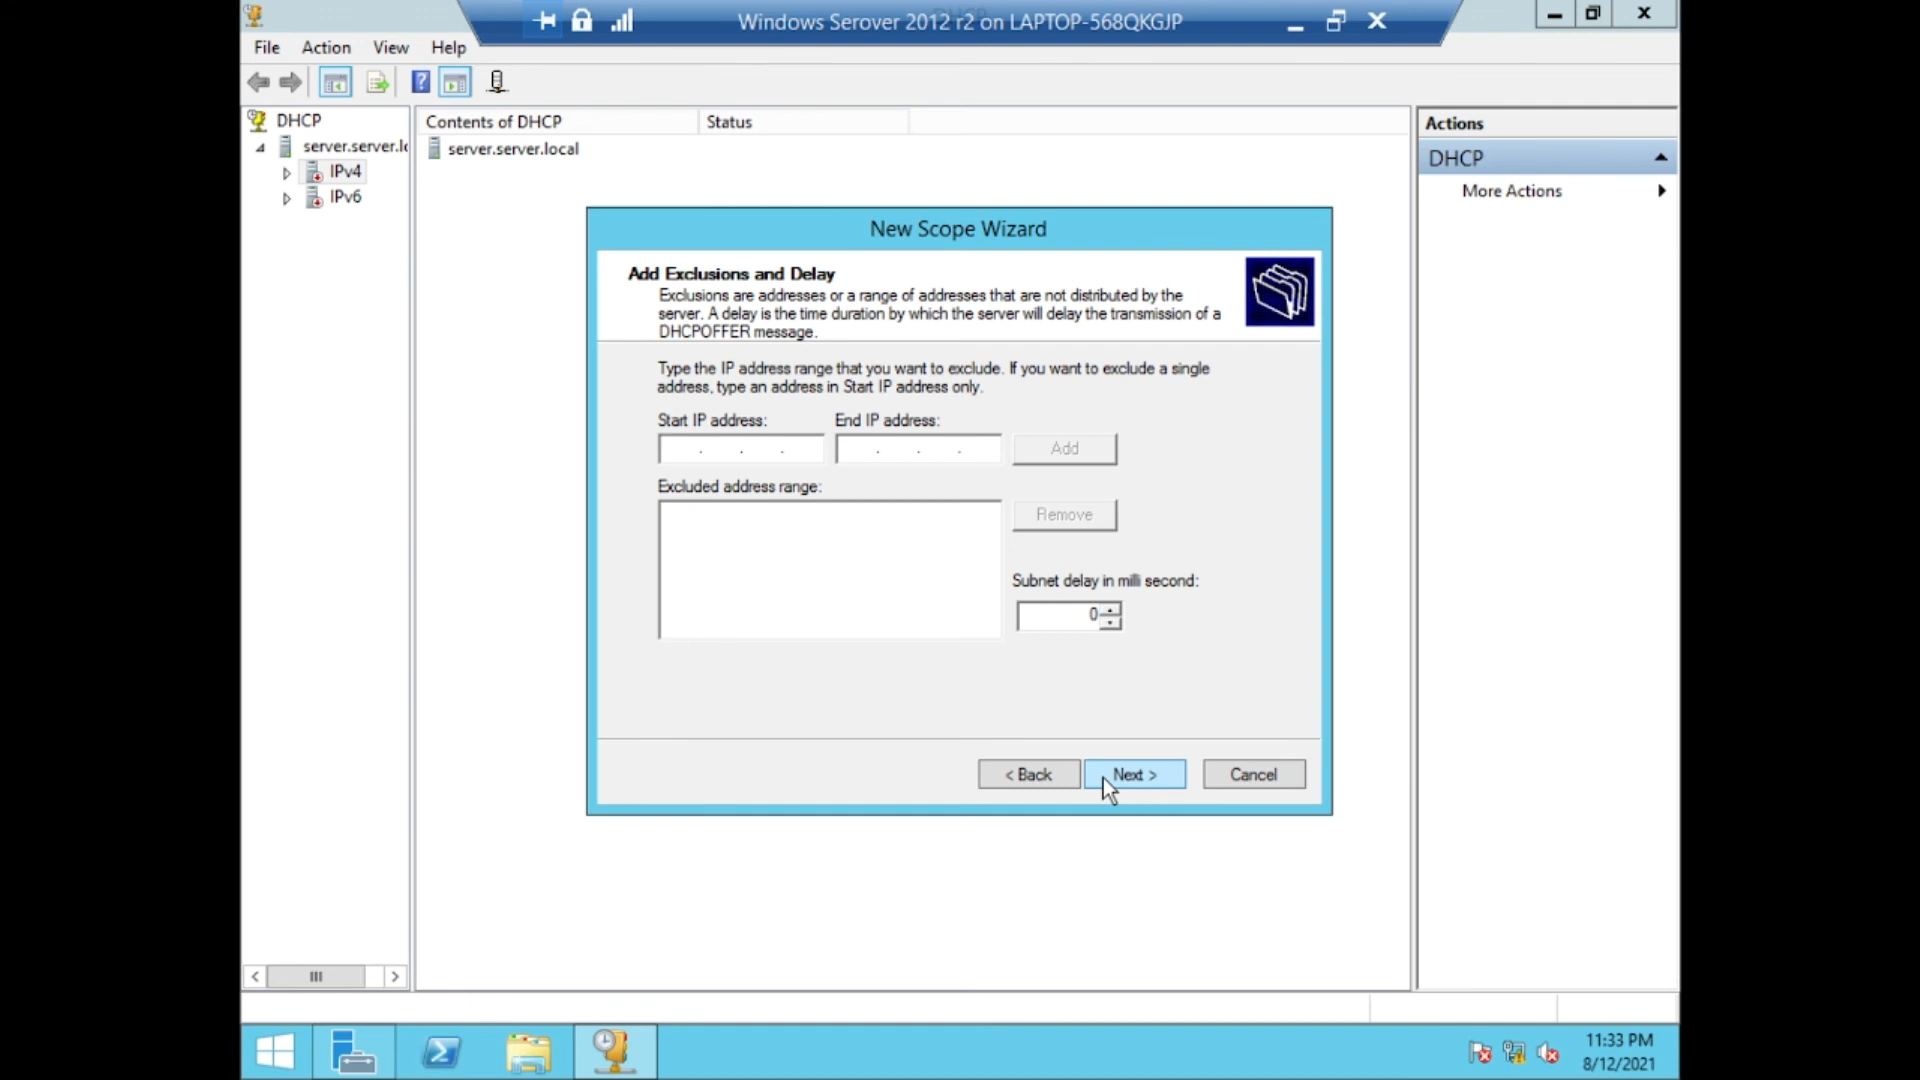 Windows Serover 2012 r2 on LAPTOP-568QKGJP
File Action View Help
DHCP
server.server.lo
IPv4
IPv6
Contents of DHCP
Status
server.server.local
Actions
DHCP
More Actions
New Scope Wizard
Add Exclusions and Delay
Exclusions are addresses or a range of addresses that are not distributed by the
server. A delay is the time duration by which the server will delay the transmission of a
DHCPOFFER message.
Type the IP address range that you want to exclude. If you want to exclude a single
address, type an address in Start IP address only.
Start IP address: End IP address:
Add
Excluded address range:
Remove
Subnet delay in milli second:
0
< Back Next > Cancel
11:33 PM
8/12/2021